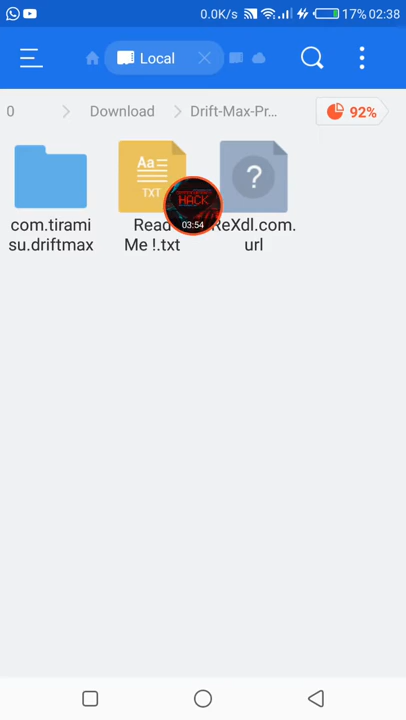 0.0K/s 17% 02:38
Local
0 Download Drift-Max-Pr... 92%
Aa
TXT
HACK
03:54
?
com.tirami
su.driftmax
Read
Me !.txt
ReXdl.com.
url